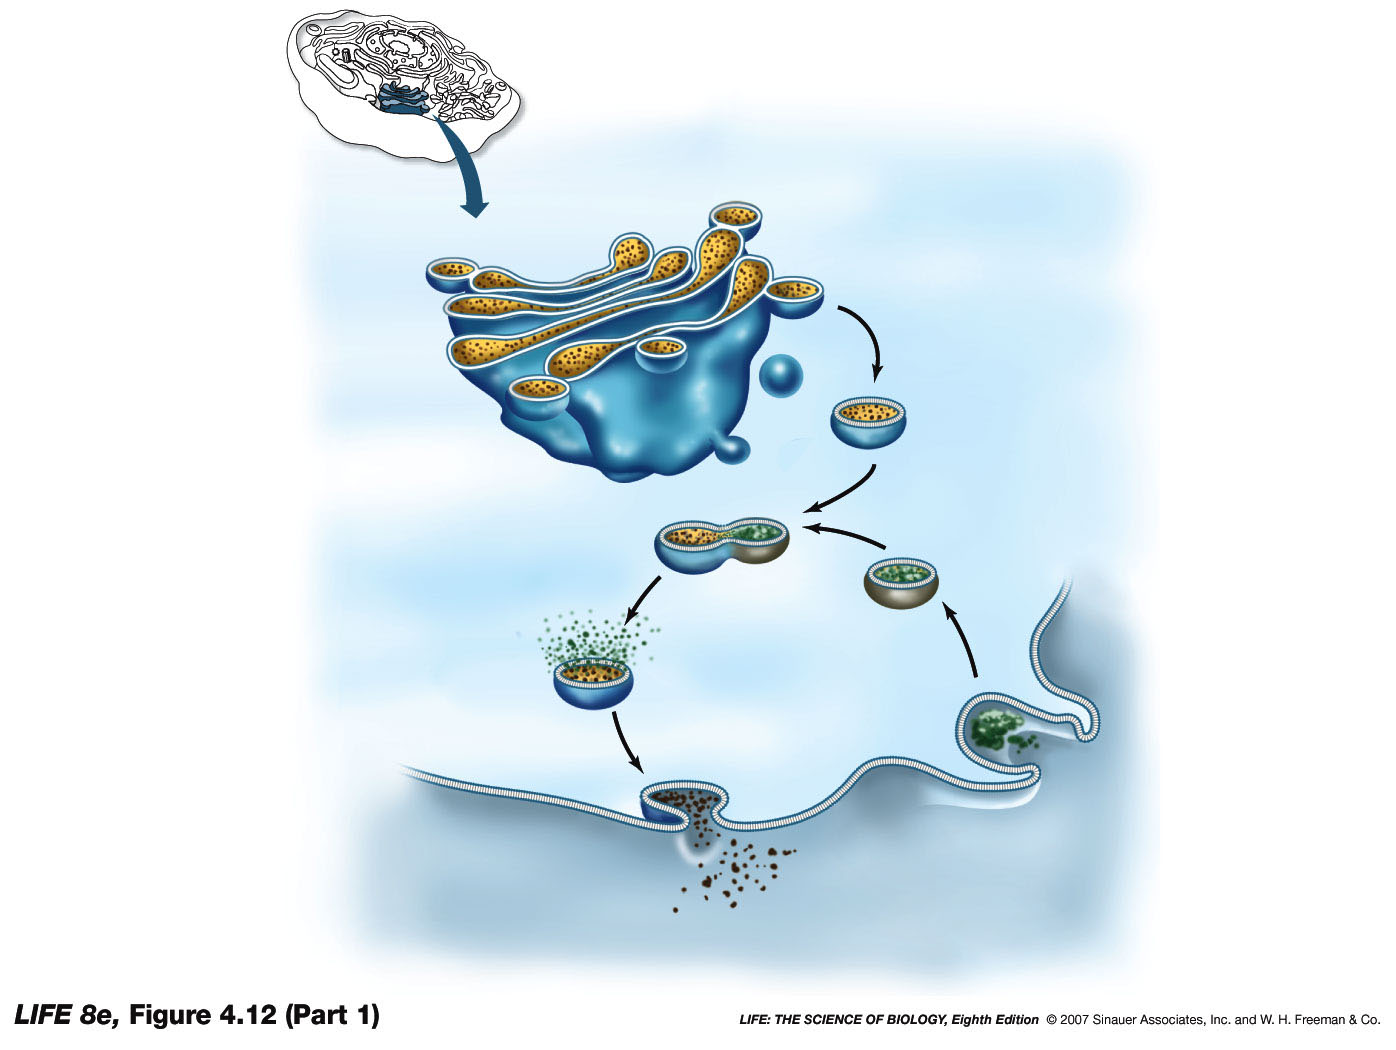 LIFE 8e, Figure 4.12 (Part 1)
LIFE: THE SCIENCE OF BIOLOGY, Eighth Edition © 2007 Sinauer Associates, Inc. and W. H. Freeman & Co.